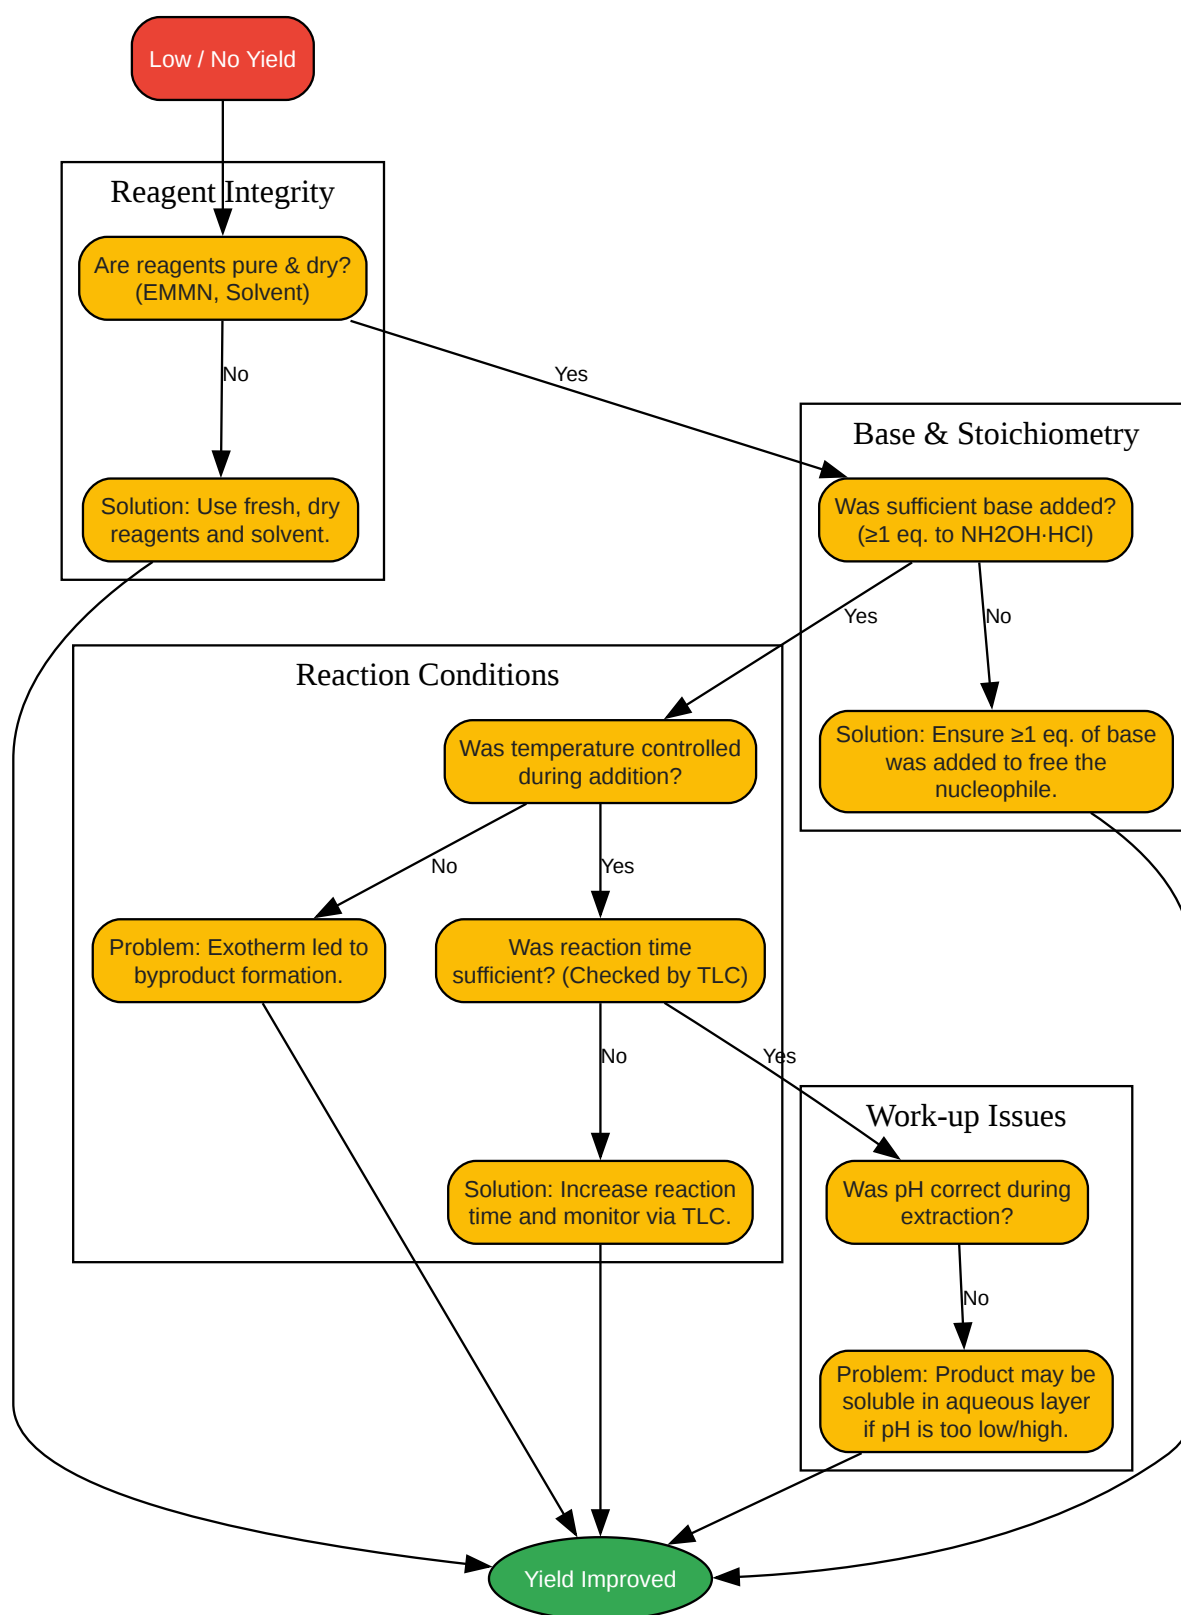 Low / No Yield
Reagent Integrity
Are reagents pure & dry?
(EMMN, Solvent)
No
Yes
Solution: Use fresh, dry
reagents and solvent.
Base & Stoichiometry
Was sufficient base added?
(≥1 eq. to NH2OH·HCl)
Yes
No
Solution: Ensure ≥1 eq. of base
was added to free the
nucleophile.
Reaction Conditions
Was temperature controlled
during addition?
No
Yes
Problem: Exotherm led to
byproduct formation.
Was reaction time
sufficient? (Checked by TLC)
No
Yes
Solution: Increase reaction
time and monitor via TLC.
Work-up Issues
Was pH correct during
extraction?
No
Problem: Product may be
soluble in aqueous layer
if pH is too low/high.
Yield Improved